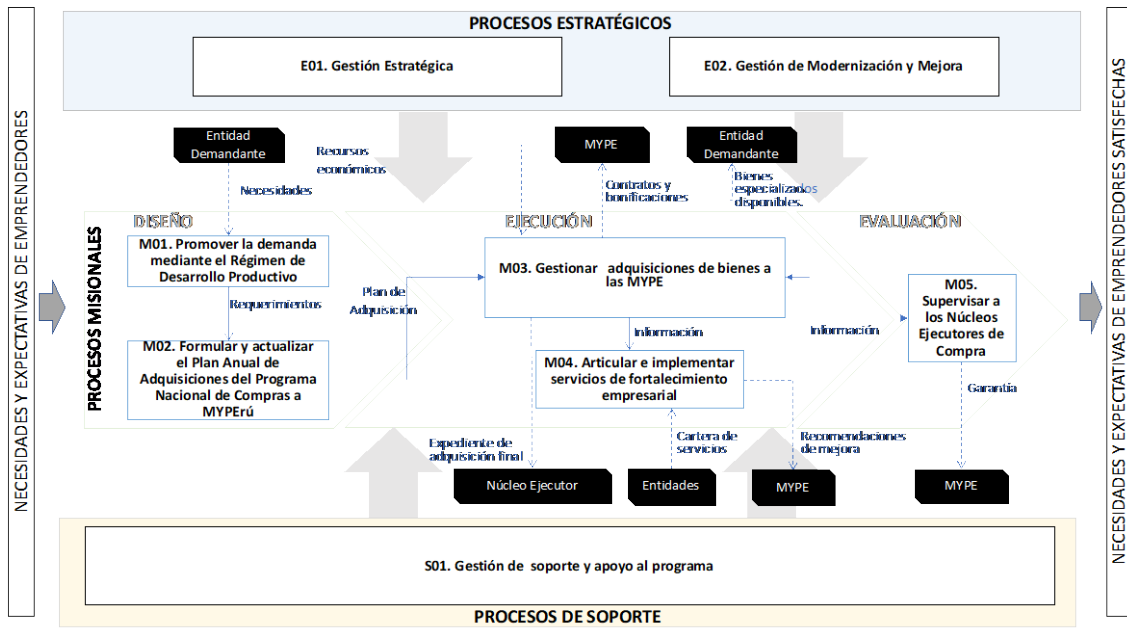 NECESIDADES Y EXPECTATIVAS DE EMPRENDEDORES
PROCESOS ESTRATÉGICOS
E01. Gestión Estratégica
E02. Gestión de Modernización y Mejora
Entidad
Demandante
Recursos
económicos
MYPE
Entidad
Demandante
Necesidades
Contratos y
bonificaciones
Bienes
especializados
disponibles.
PROCESOS MISIONALES
DISEÑO
EJECUCIÓN
EVALUACIÓN
M01. Promover la demanda
mediante el Régimen de
Desarrollo Productivo
M03. Gestionar adquisiciones de bienes a
las MYPE
M05.
Supervisar a
los Núcleos
Ejecutores de
Compra
Requerimientos
Plan de
Adquisición
Información
Información
M02. Formular y actualizar
el Plan Anual de
Adquisiciones del Programa
Nacional de Compras a
MYPErú
M04. Articular e implementar
servicios de fortalecimiento
empresarial
Garantía
Expediente de
adquisición final
Cartera de
servicios
Recomendaciones
de mejora
Núcleo Ejecutor
Entidades
MYPE
MYPE
S01. Gestión de soporte y apoyo al programa
PROCESOS DE SOPORTE
NECESIDADES Y EXPECTATIVAS DE EMPRENDEDORES SATISFECHAS